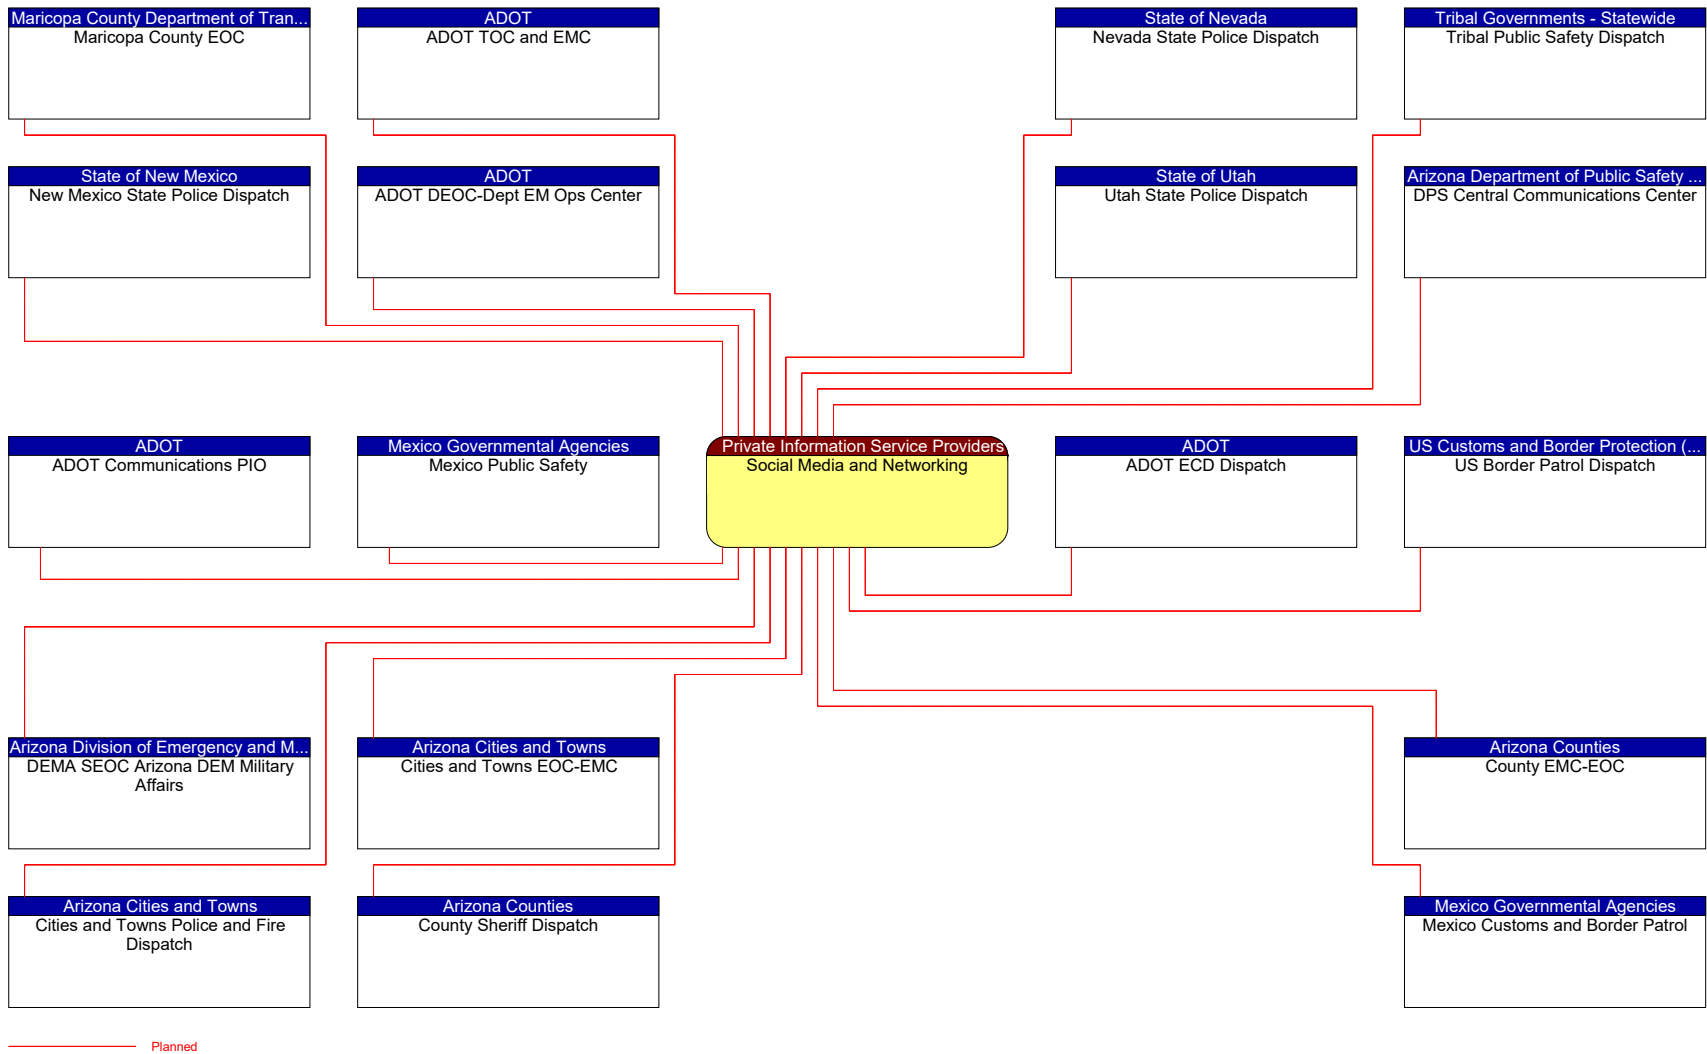 Maricopa County Department of Tran...
Maricopa County EOC
ADOT
ADOT TOC and EMC
State of Nevada
Nevada State Police Dispatch
Tribal Governments - Statewide
Tribal Public Safety Dispatch
State of New Mexico
New Mexico State Police Dispatch
ADOT
ADOT DEOC-Dept EM Ops Center
State of Utah
Utah State Police Dispatch
Arizona Department of Public Safety ...
DPS Central Communications Center
ADOT
ADOT Communications PIO
Mexico Governmental Agencies
Mexico Public Safety
Private Information Service Providers
Social Media and Networking
ADOT
ADOT ECD Dispatch
US Customs and Border Protection (...
US Border Patrol Dispatch
Arizona Division of Emergency and M...
DEMA SEOC Arizona DEM Military
Affairs
Arizona Cities and Towns
Cities and Towns EOC-EMC
Arizona Counties
County EMC-EOC
Arizona Cities and Towns
Cities and Towns Police and Fire
Dispatch
Arizona Counties
County Sheriff Dispatch
Mexico Governmental Agencies
Mexico Customs and Border Patrol
Planned